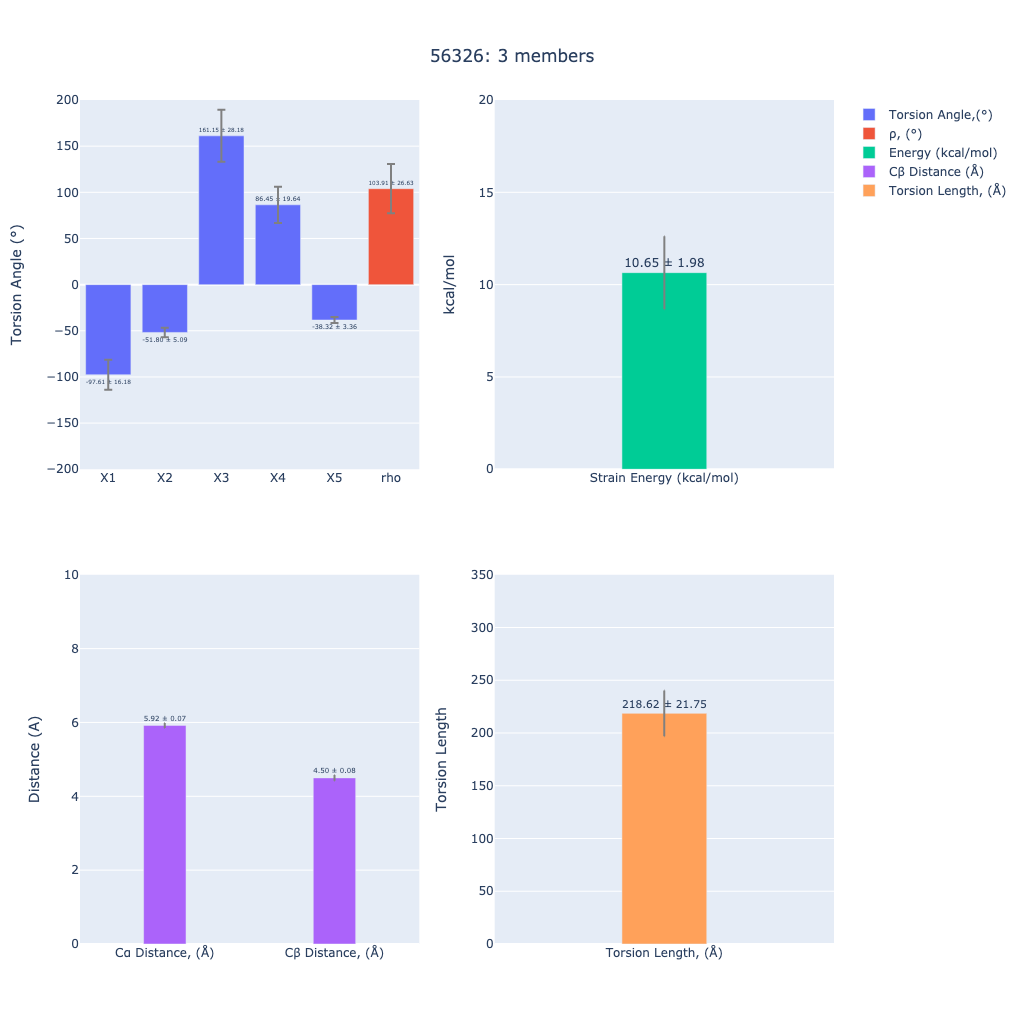 56326: 3 members
Torsion Angle (°)
200
150
100
50
0
−50
−100
−150
−200
-97.61 ± 16.18
-51.80 ± 5.09
161.15 ± 28.18
86.45 ± 19.64
-38.32 ± 3.36
103.91 ± 26.63
X1
X2
X3
X4
X5
rho
kcal/mol
20
15
10
5
0
10.65 ± 1.98
Strain Energy (kcal/mol)
Torsion Angle,(°)
ρ, (°)
Energy (kcal/mol)
Cβ Distance (Å)
Torsion Length, (Å)
Distance (A)
10
8
6
4
2
0
5.92 ± 0.07
4.50 ± 0.08
Cα Distance, (Å)
Cβ Distance, (Å)
Torsion Length
350
300
250
200
150
100
50
0
218.62 ± 21.75
Torsion Length, (Å)